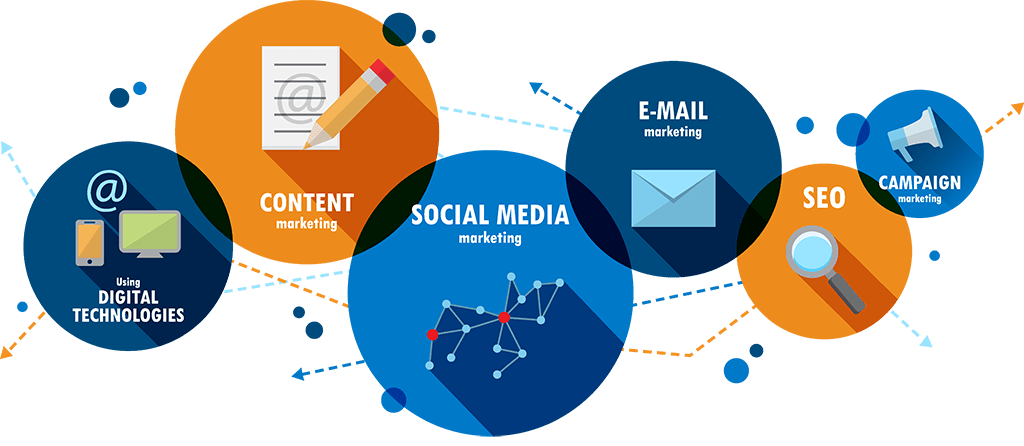 @
Using
DIGITAL
TECHNOLOGIES
@
CONTENT
marketing
SOCIAL MEDIA
marketing
E-MAIL
marketing
SEO
CAMPAIGN
marketing